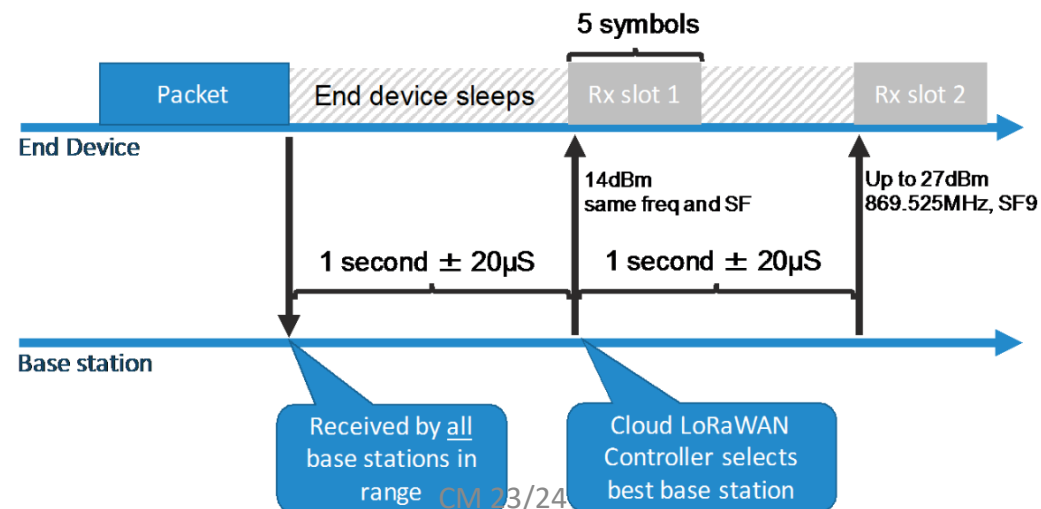 5 symbols
Packet
End device sleeps
Rx slot 1
Rx slot 2
End Device
14dBm
same freq and SF
Up to 27dBm
869.525MHz, SF9
1 second ± 20µS
1 second ± 20µS
Base station
Received by all
base stations in
range
Cloud LoRaWAN
Controller selects
best base station
CM 23/24